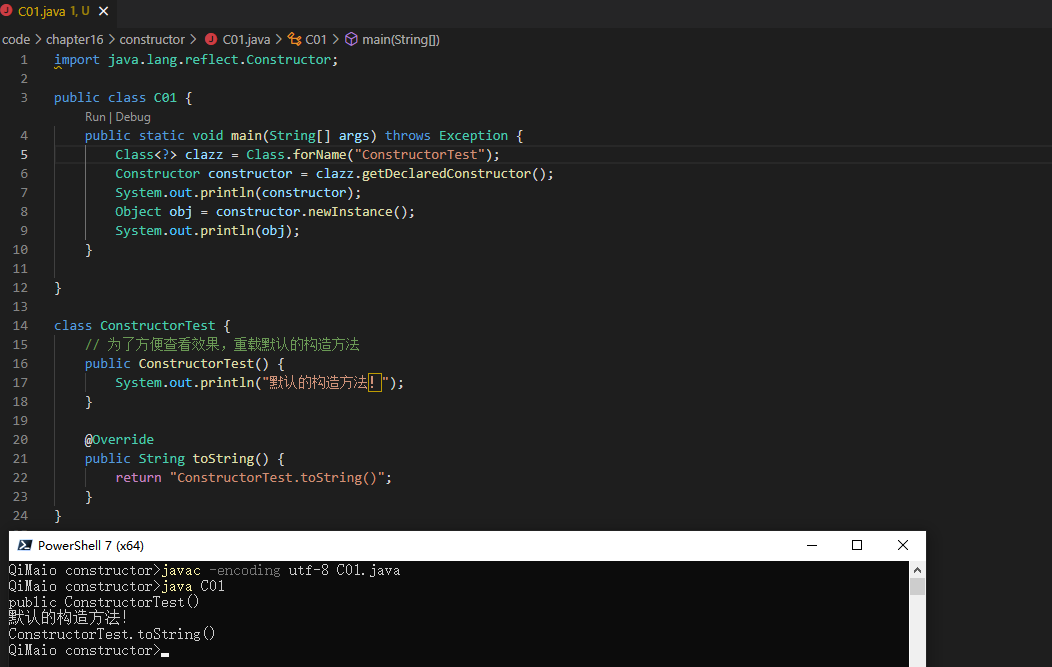 C01.java 1, U
code > chapter16 > constructor > C01.java > C01 > main(String[])
1 import java.lang.reflect.Constructor;
2
3 public class C01 {
Run | Debug
4 public static void main(String[] args) throws Exception {
5 Class<?> clazz = Class.forName("ConstructorTest");
6 Constructor constructor = clazz.getDeclaredConstructor();
7 System.out.println(constructor);
8 Object obj = constructor.newInstance();
9 System.out.println(obj);
10 }
11
12 }
13
14 class ConstructorTest {
15 // 为了方便查看效果，重载默认的构造方法
16 public ConstructorTest() {
17 System.out.println("默认的构造方法！");
18 }
19
20 @Override
21 public String toString() {
22 return "ConstructorTest.toString()";
23 }
24 }
PowerShell 7 (x64)
QiMaio constructor>javac -encoding utf-8 C01.java
QiMaio constructor>java C01
public ConstructorTest()
默认的构造方法！
ConstructorTest.toString()
QiMaio constructor>